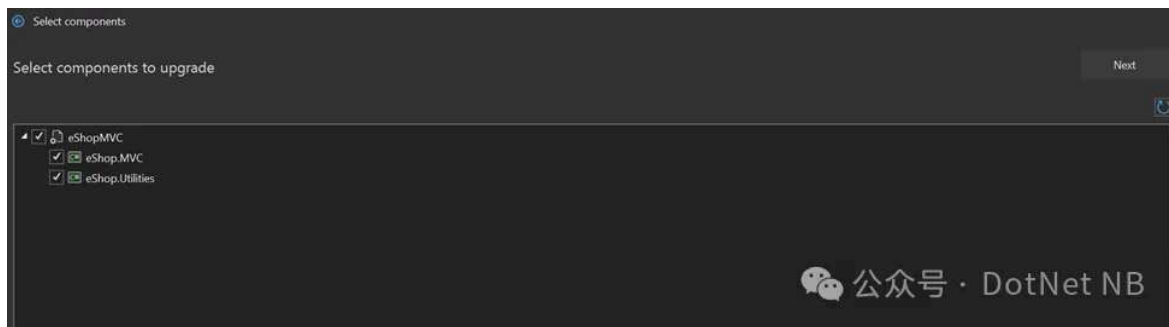 Select components
Select components to upgrade
Next
eShopMVC
eShop.MVC
eShop.Utilities
公众号 · DotNet NB